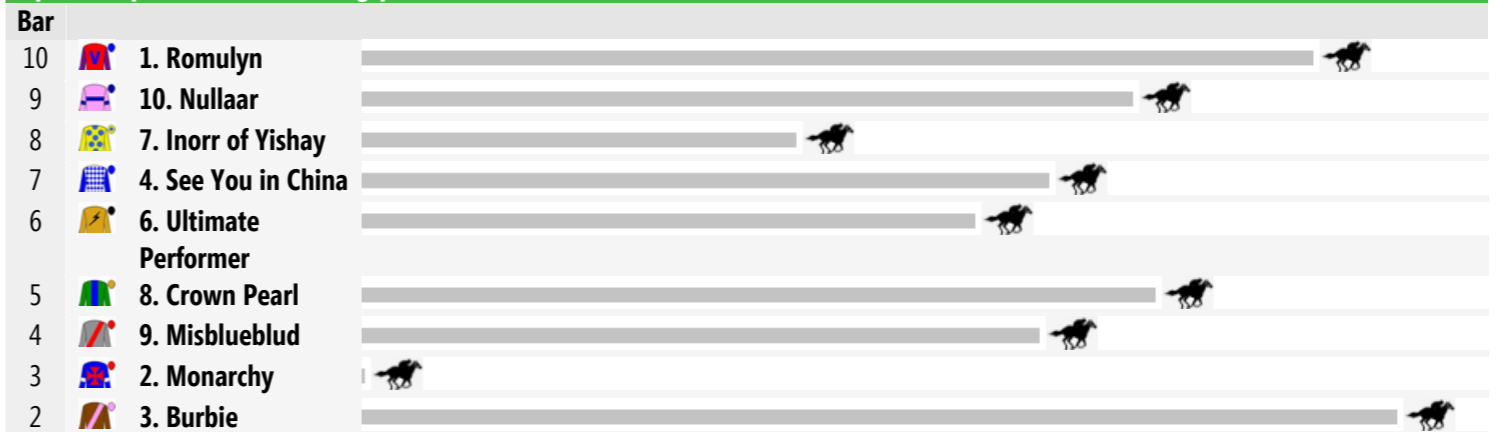 Bar
10 1. Romulyn
9 10. Nullaar
8 7. Inorr of Yishay
7 4. See You in China
6 6. Ultimate
Performer
5 8. Crown Pearl
4 9. Misblueblud
3 2. Monarchy
2 3. Burbie